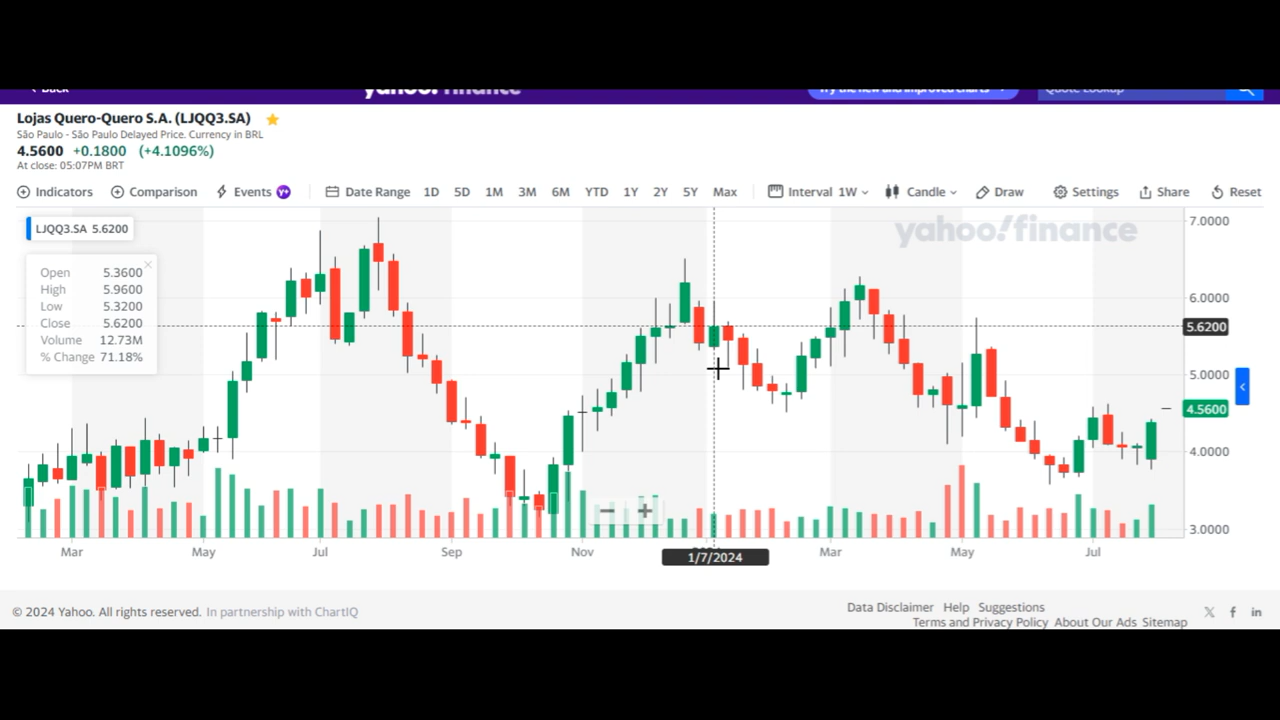 Back yahoo! finance Try the new and improved charts Quote Lookup
Lojas Quero-Quero S.A. (LJQQ3.SA)
São Paulo - São Paulo Delayed Price. Currency in BRL
4.5600 +0.1800 (+4.1096%)
At close: 05:07PM BRT
Indicators Comparison Events Y+ Date Range 1D 5D 1M 3M 6M YTD 1Y 2Y 5Y Max Interval 1W Candle Draw Settings Share Reset
LJQQ3.SA 5.6200
yahoo!finance
Open 5.3600
High 5.9600
Low 5.3200
Close 5.6200
Volume 12.73M
% Change 71.18%
7.0000
6.0000
5.6200
5.0000
4.5600
4.0000
3.0000
Mar May Jul Sep Nov Mar May Jul
1/7/2024
© 2024 Yahoo. All rights reserved. In partnership with ChartIQ
Data Disclaimer Help Suggestions
Terms and Privacy Policy About Our Ads Sitemap